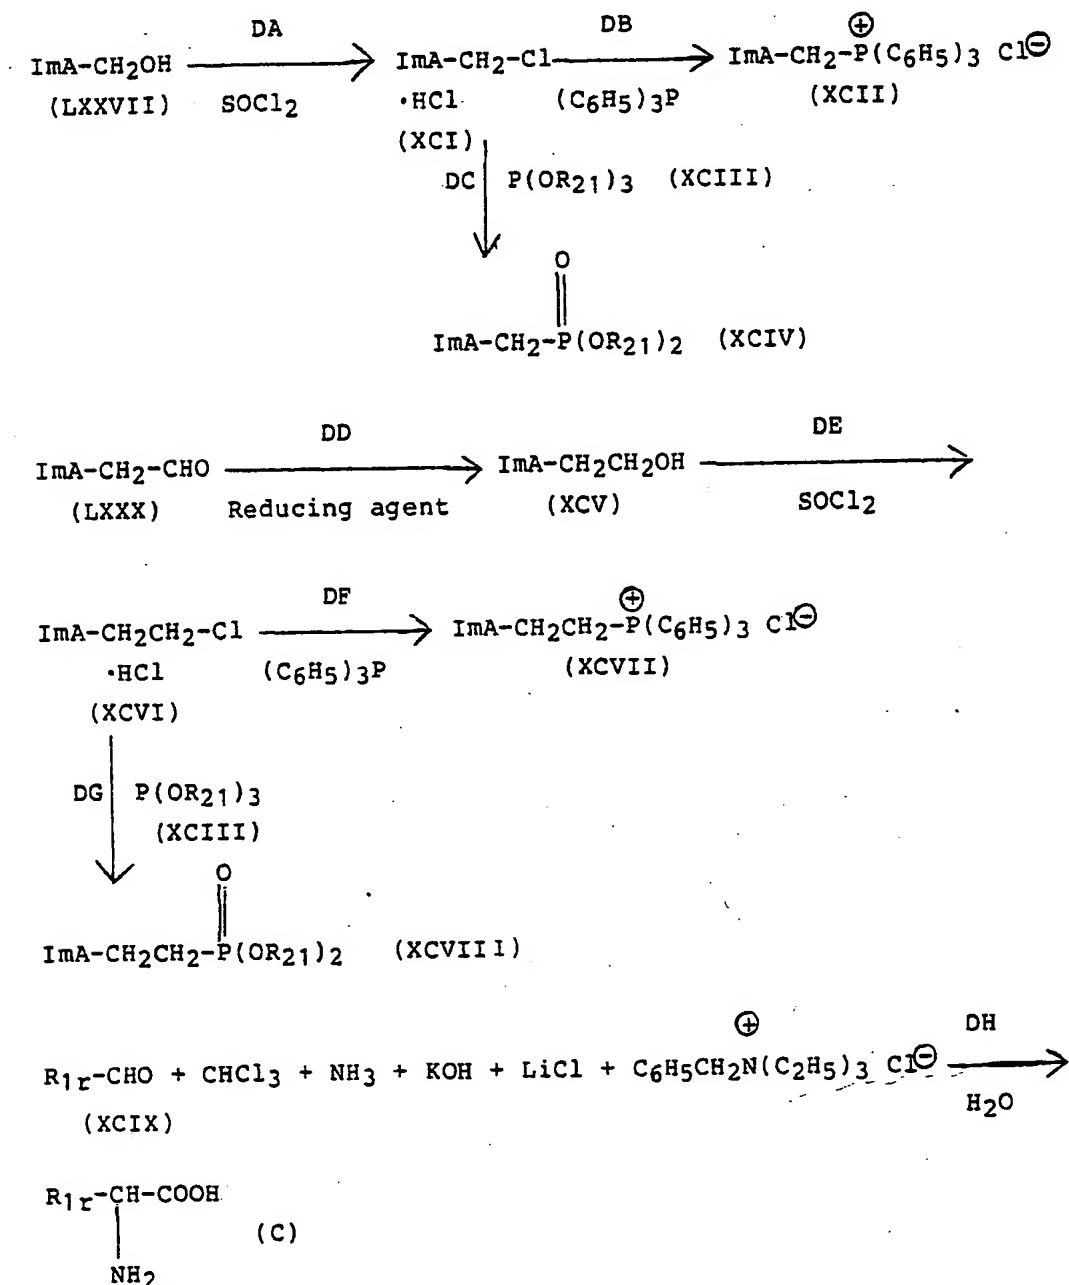 DA DB
ImA-CH2OH ImA-CH2-Cl ImA-CH2-P(C6H5)3 Cl⊖
⊕
(LXXVII) SOCl2 ·HCl (C6H5)3P (XCII)
(XCI)
DC P(OR21)3 (XCIII)
O
ImA-CH2-P(OR21)2 (XCIV)
DD DE
ImA-CH2-CHO ImA-CH2CH2OH
(LXXX) Reducing agent (XCV) SOCl2
DF ⊕
ImA-CH2CH2-Cl ImA-CH2CH2-P(C6H5)3 Cl⊖
·HCl (C6H5)3P (XCVII)
(XCVI)
DG P(OR21)3
(XCIII)
O
ImA-CH2CH2-P(OR21)2 (XCVIII)
⊕ DH
R1r-CHO + CHCl3 + NH3 + KOH + LiCl + C6H5CH2N(C2H5)3 Cl⊖
(XCIX) H2O
R1r-CH-COOH
(C)
NH2